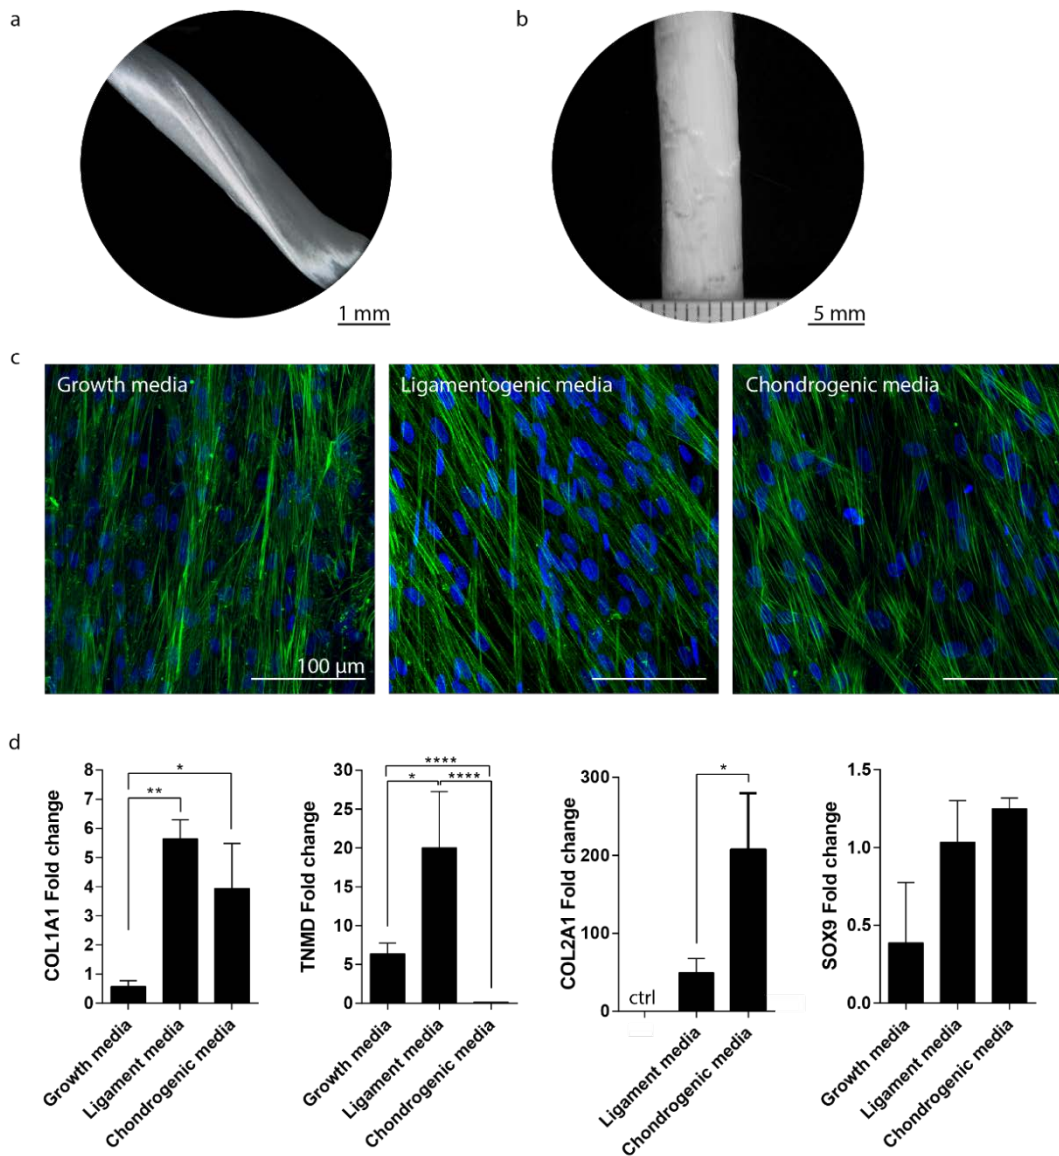 a
b
1 mm
5 mm
c
Growth media
Ligamentogenic media
Chondrogenic media
100 µm
d
COL1A1 Fold change
8
7
6
5
4
3
2
1
0
*
**
Growth media
Ligament media
Chondrogenic media
TNMD Fold change
30
25
20
15
10
5
0
****
*
****
Growth media
Ligament media
Chondrogenic media
COL2A1 Fold change
300
200
100
0
*
ctrl
Ligament media
Chondrogenic media
SOX9 Fold change
1.5
1.0
0.5
0.0
Growth media
Ligament media
Chondrogenic media